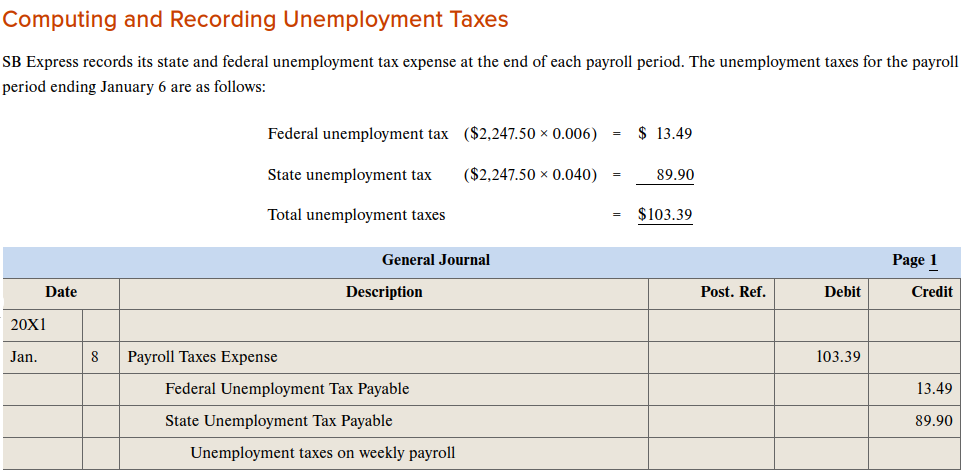 Computing and Recording Unemployment Taxes
SB Express records its state and federal unemployment tax expense at the end of each payroll period. The unemployment taxes for the payroll
period ending January 6 are as follows:
Federal unemployment tax ($2,247.50 × 0.006) = $ 13.49
State unemployment tax ($2,247.50 × 0.040) = 89.90
Total unemployment taxes = $103.39
General Journal Page 1
Date Description Post. Ref. Debit Credit
20X1
Jan. 8 Payroll Taxes Expense 103.39
Federal Unemployment Tax Payable 13.49
State Unemployment Tax Payable 89.90
Unemployment taxes on weekly payroll